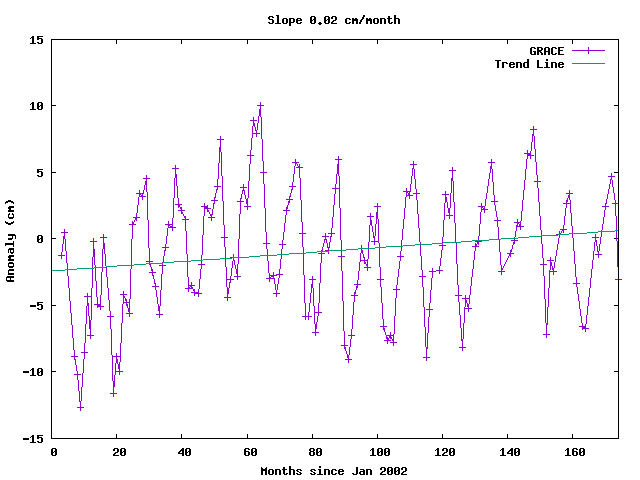 Slope 0.02 cm/month
GRACE
Trend Line
15
10
5
0
-5
-10
-15
Anomaly (cm)
0 20 40 60 80 100 120 140 160
Months since Jan 2002